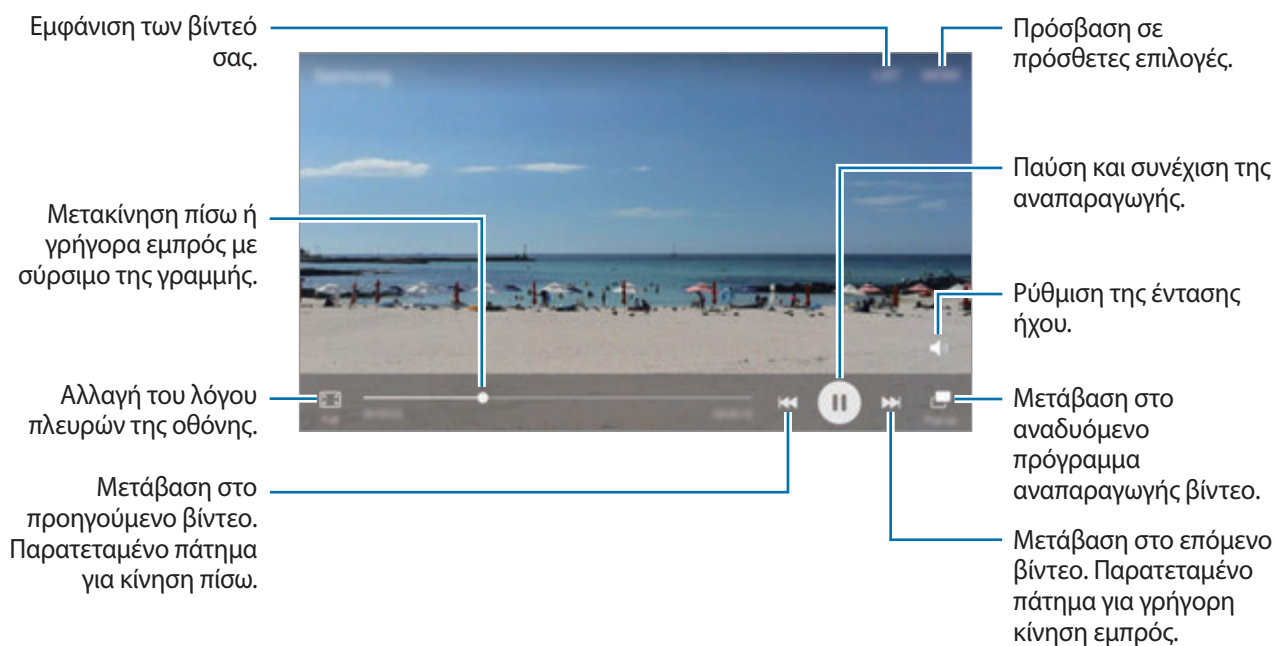 Εμφάνιση των βίντεό
σας.
Μετακίνηση πίσω ή
γρήγορα εμπρός με
σύρσιμο της γραμμής.
Αλλαγή του λόγου
πλευρών της οθόνης.
Μετάβαση στο
προηγούμενο βίντεο.
Παρατεταμένο πάτημα
για κίνηση πίσω.
Πρόσβαση σε
πρόσθετες επιλογές.
Παύση και συνέχιση της
αναπαραγωγής.
Ρύθμιση της έντασης
ήχου.
Μετάβαση στο
αναδυόμενο
πρόγραμμα
αναπαραγωγής βίντεο.
Μετάβαση στο επόμενο
βίντεο. Παρατεταμένο
πάτημα για γρήγορη
κίνηση εμπρός.